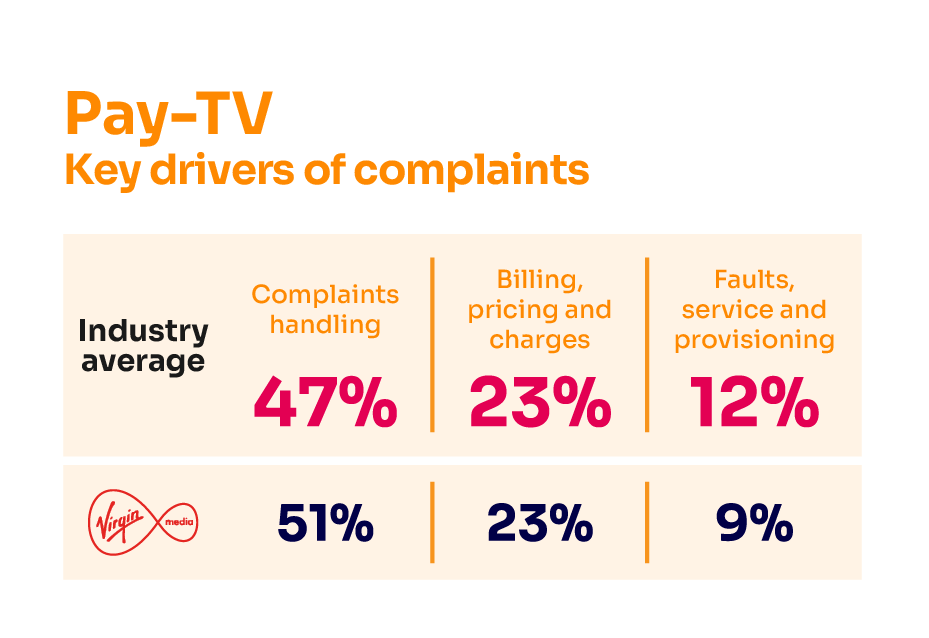 Pay-TV
Key drivers of complaints
Industry
average
Complaints
handling
47%
Billing,
pricing and
charges
23%
Faults,
service and
provisioning
12%
Virgin media
51%
23%
9%